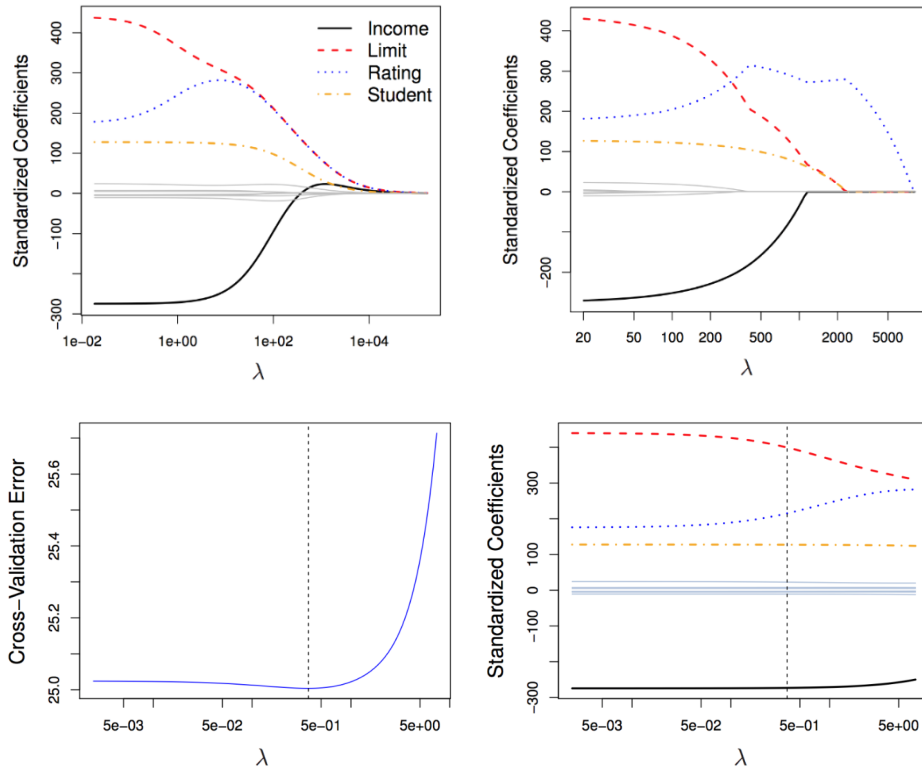 Standardized Coefficients
400
300
200
100
0
-100
-300
1e-02
1e+00
1e+02
1e+04
λ
Income
Limit
Rating
Student
Standardized Coefficients
400
300
200
100
0
-200
20
50
100
200
500
2000
5000
λ
Cross-Validation Error
25.6
25.4
25.2
25.0
5e-03
5e-02
5e-01
5e+00
λ
Standardized Coefficients
300
100
0
-100
-300
5e-03
5e-02
5e-01
5e+00
λ